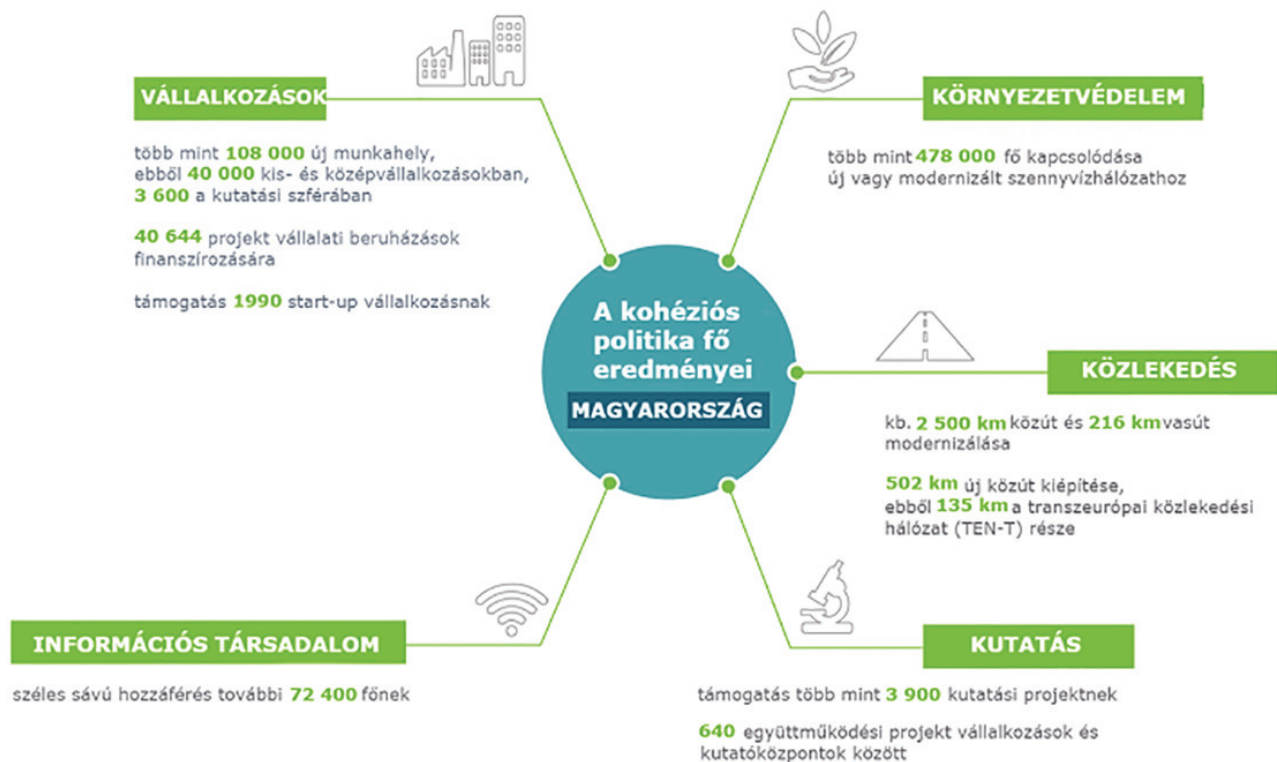 VÁLLALKOZÁSOK
több mint 108 000 új munkahely,
ebből 40 000 kis- és középvállalkozásokban,
3 600 a kutatási szférában
40 644 projekt vállalati beruházások
finanszírozására
támogatás 1990 start-up vállalkozásnak
KÖRNYEZETVÉDELEM
több mint 478 000 fő kapcsolódása
új vagy modernizált szennyvízhálózathoz
A kohéziós
politika fő
eredményei
MAGYARORSZÁG
KÖZLEKEDÉS
kb. 2 500 km közút és 216 km vasút
modernizálása
502 km új közút kiépítése,
ebből 135 km a transzeurópai közlekedési
hálózat (TEN-T) része
INFORMÁCIÓS TÁRSADALOM
széles sávú hozzáférés további 72 400 főnek
KUTATÁS
támogatás több mint 3 900 kutatási projektnek
640 együttműködési projekt vállalkozások és
kutatóközpontok között